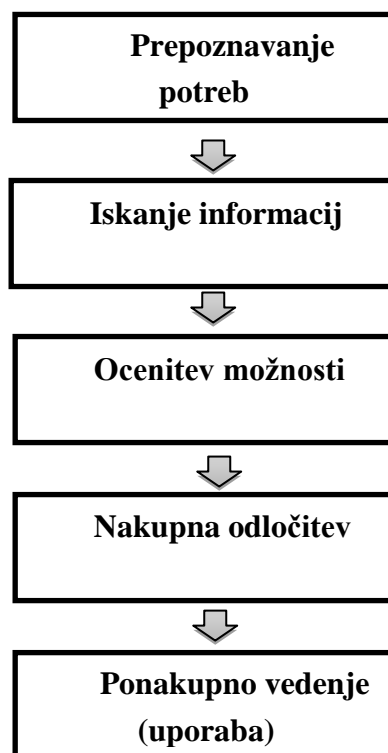 Prepoznavanje
potreb
Iskanje informacij
Ocenitev možnosti
Nakupna odločitev
Ponakupno vedenje
(uporaba)